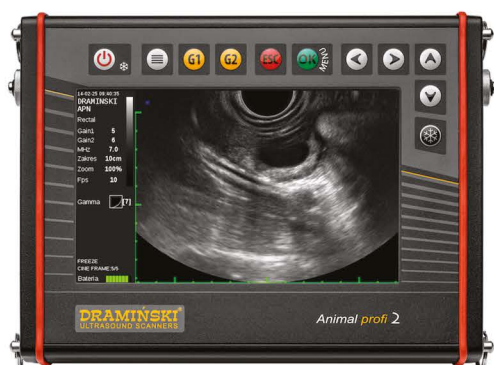 G1 G2 ESC OK MENU
14-02-25 08:40:35
DRAMINSKI
APN
Rectal
Gain1 5
Gain2 6
MHz 7.0
Zakres 10cm
Zoom 100%
Fps 10
Gamma [7]
FREEZE
CINE FRAME:5/5
Bateria
DRAMIŃSKI
ULTRASOUND SCANNERS
Animal profi 2